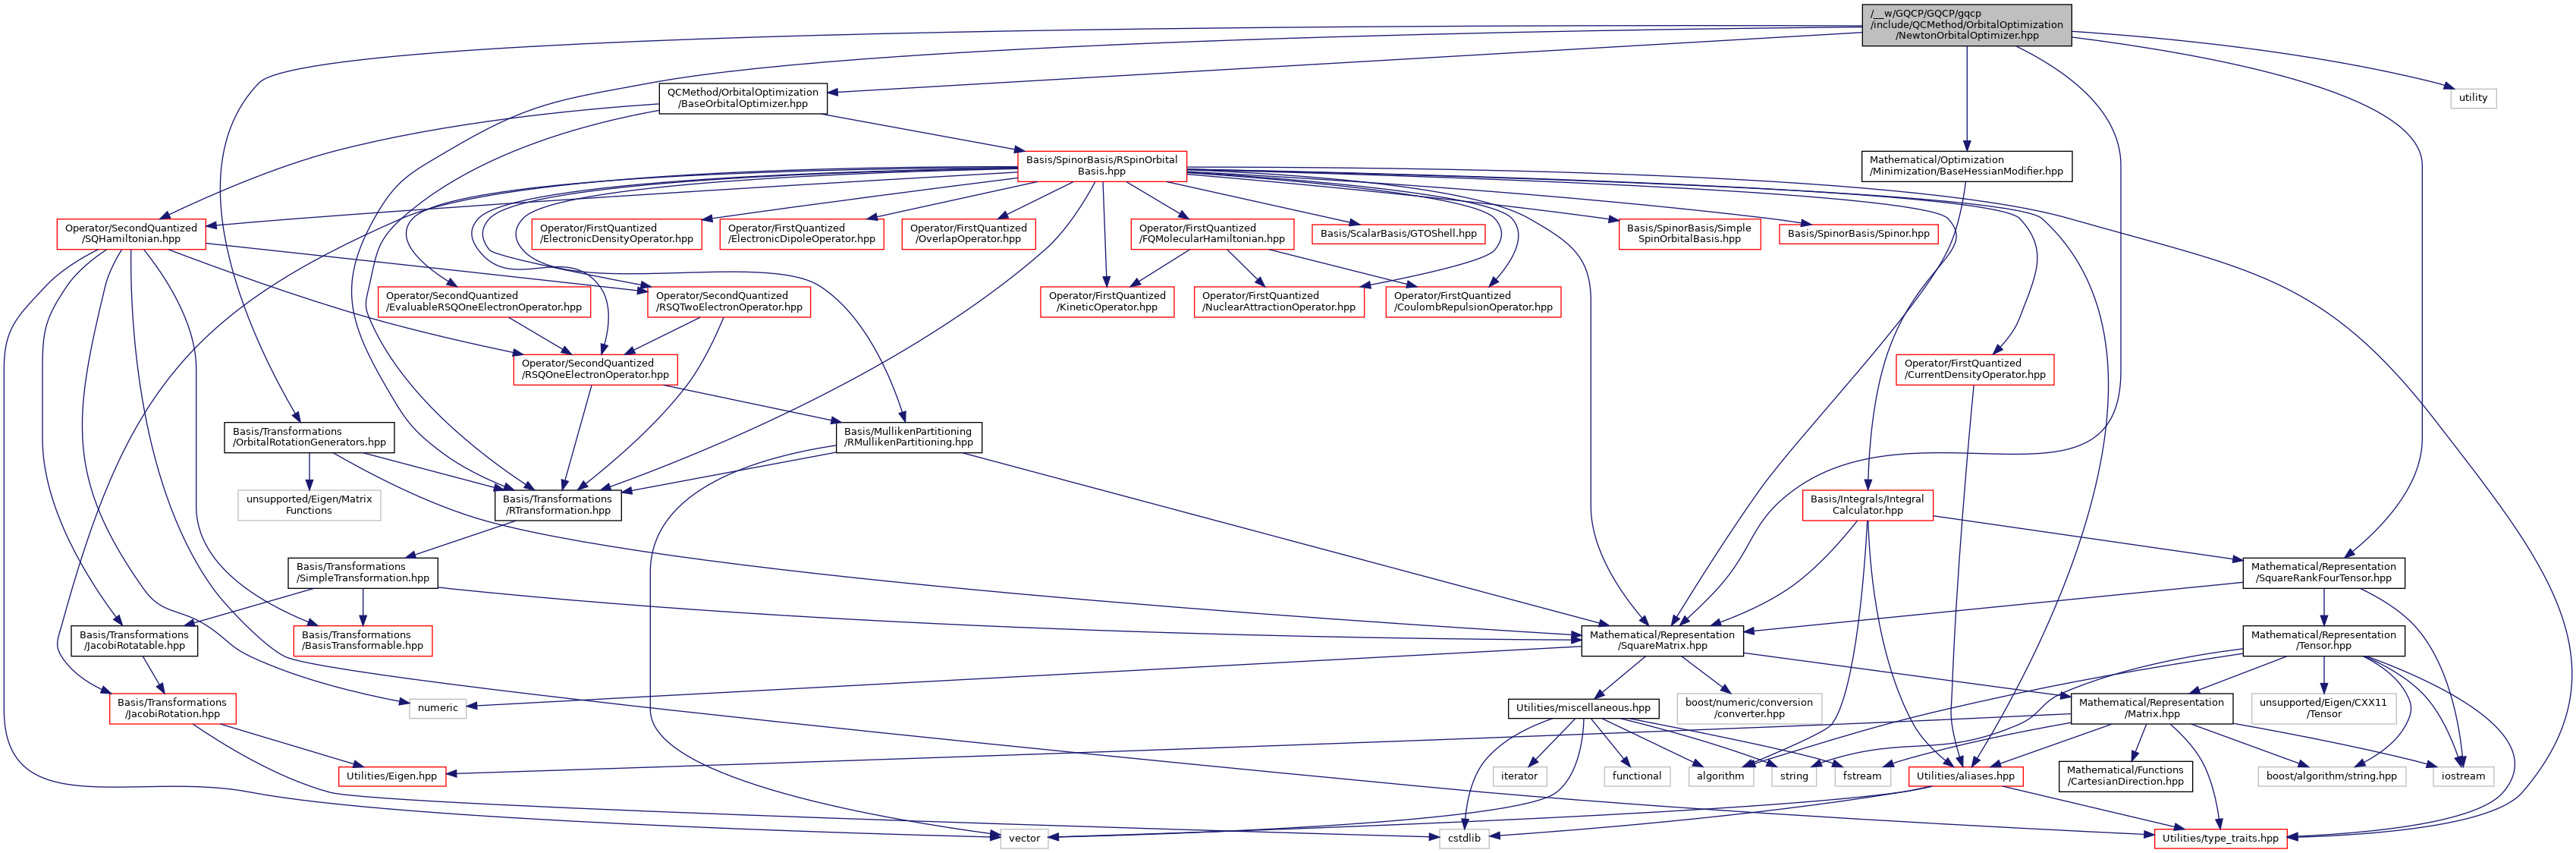 /__w/GQCP/GQCP/gqcp
/include/QCMethod/OrbitalOptimization
/NewtonOrbitalOptimizer.hpp
QCMethod/OrbitalOptimization
/BaseOrbitalOptimizer.hpp
utility
Basis/SpinorBasis/RSpinOrbital
Basis.hpp
Mathematical/Optimization
/Minimization/BaseHessianModifier.hpp
Operator/SecondQuantized
/SQHamiltonian.hpp
Operator/FirstQuantized
/ElectronicDensityOperator.hpp
Operator/FirstQuantized
/ElectronicDipoleOperator.hpp
Operator/FirstQuantized
/OverlapOperator.hpp
Operator/FirstQuantized
/FQMolecularHamiltonian.hpp
Basis/ScalarBasis/GTOShell.hpp
Basis/SpinorBasis/Simple
SpinOrbitalBasis.hpp
Basis/SpinorBasis/Spinor.hpp
Operator/SecondQuantized
/EvaluableRSQOneElectronOperator.hpp
Operator/SecondQuantized
/RSQTwoElectronOperator.hpp
Operator/FirstQuantized
/KineticOperator.hpp
Operator/FirstQuantized
/NuclearAttractionOperator.hpp
Operator/FirstQuantized
/CoulombRepulsionOperator.hpp
Operator/SecondQuantized
/RSQOneElectronOperator.hpp
Operator/FirstQuantized
/CurrentDensityOperator.hpp
Basis/Transformations
/OrbitalRotationGenerators.hpp
Basis/MullikenPartitioning
/RMullikenPartitioning.hpp
unsupported/Eigen/Matrix
Functions
Basis/Transformations
/RTransformation.hpp
Basis/Integrals/Integral
Calculator.hpp
Basis/Transformations
/SimpleTransformation.hpp
Mathematical/Representation
/SquareRankFourTensor.hpp
Basis/Transformations
/JacobiRotatable.hpp
Basis/Transformations
/BasisTransformable.hpp
Mathematical/Representation
/SquareMatrix.hpp
Mathematical/Representation
/Tensor.hpp
Basis/Transformations
/JacobiRotation.hpp
numeric
Utilities/miscellaneous.hpp
boost/numeric/conversion
/converter.hpp
Mathematical/Representation
/Matrix.hpp
unsupported/Eigen/CXX11
/Tensor
Utilities/Eigen.hpp
iterator
functional
algorithm
string
fstream
Utilities/aliases.hpp
Mathematical/Functions
/CartesianDirection.hpp
boost/algorithm/string.hpp
iostream
vector
cstdlib
Utilities/type_traits.hpp